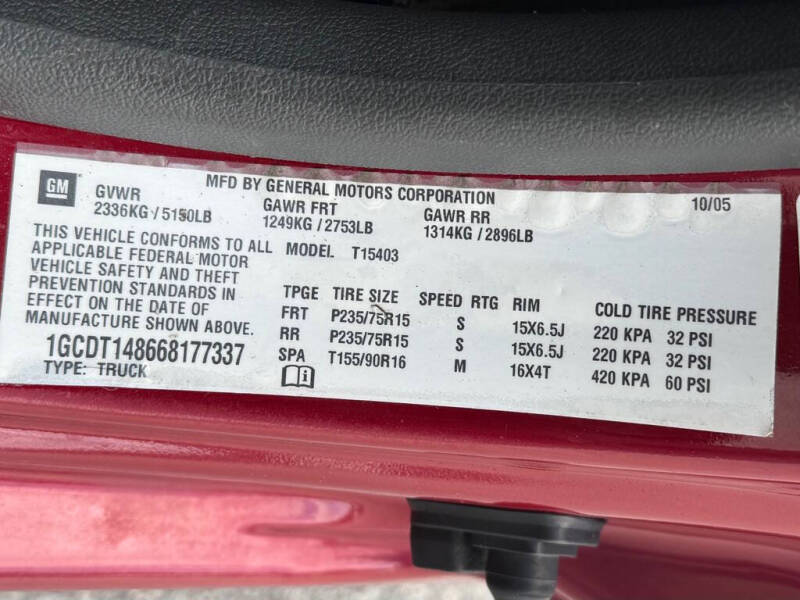 GM
MFD BY GENERAL MOTORS CORPORATION 10/05
GVWR GAWR FRT GAWR RR
2336KG / 5150LB 1249KG / 2753LB 1314KG / 2896LB
THIS VEHICLE CONFORMS TO ALL
APPLICABLE FEDERAL MOTOR
VEHICLE SAFETY AND THEFT
PREVENTION STANDARDS IN
EFFECT ON THE DATE OF
MANUFACTURE SHOWN ABOVE.
1GCDT148668177337
TYPE: TRUCK
MODEL T15403
TPGE TIRE SIZE SPEED RTG RIM COLD TIRE PRESSURE
FRT P235/75R15 S 15X6.5J 220 KPA 32 PSI
RR P235/75R15 S 15X6.5J 220 KPA 32 PSI
SPA T155/90R16 M 16X4T 420 KPA 60 PSI